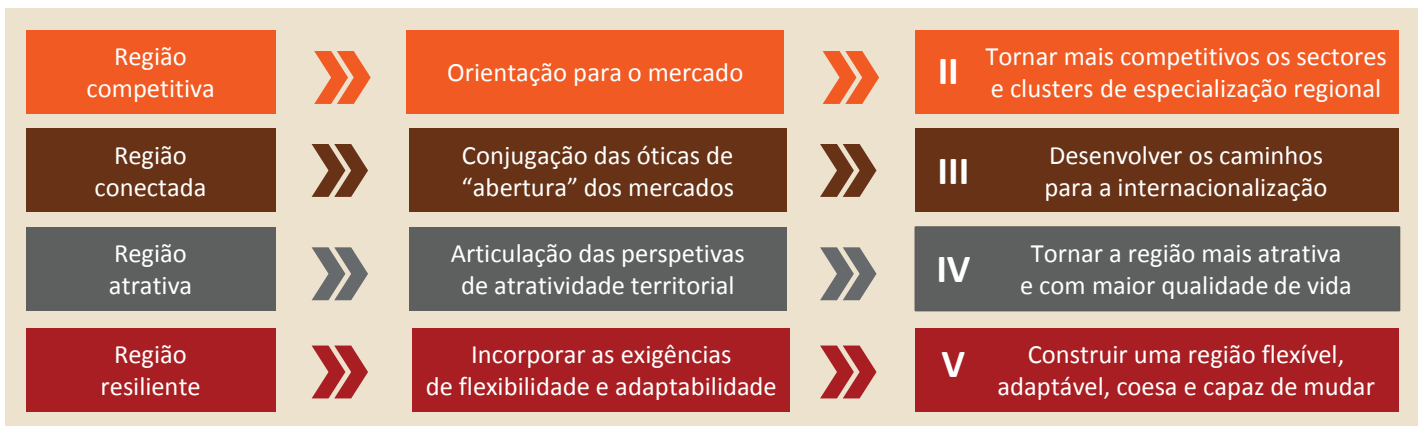 Região
competitiva
Orientação para o mercado
II
Tornar mais competitivos os sectores
e clusters de especialização regional
Região
conectada
Conjugação das óticas de
“abertura” dos mercados
III
Desenvolver os caminhos
para a internacionalização
Região
atrativa
Articulação das perspetivas
de atratividade territorial
IV
Tornar a região mais atrativa
e com maior qualidade de vida
Região
resiliente
Incorporar as exigências
de flexibilidade e adaptabilidade
V
Construir uma região flexível,
adaptável, coesa e capaz de mudar